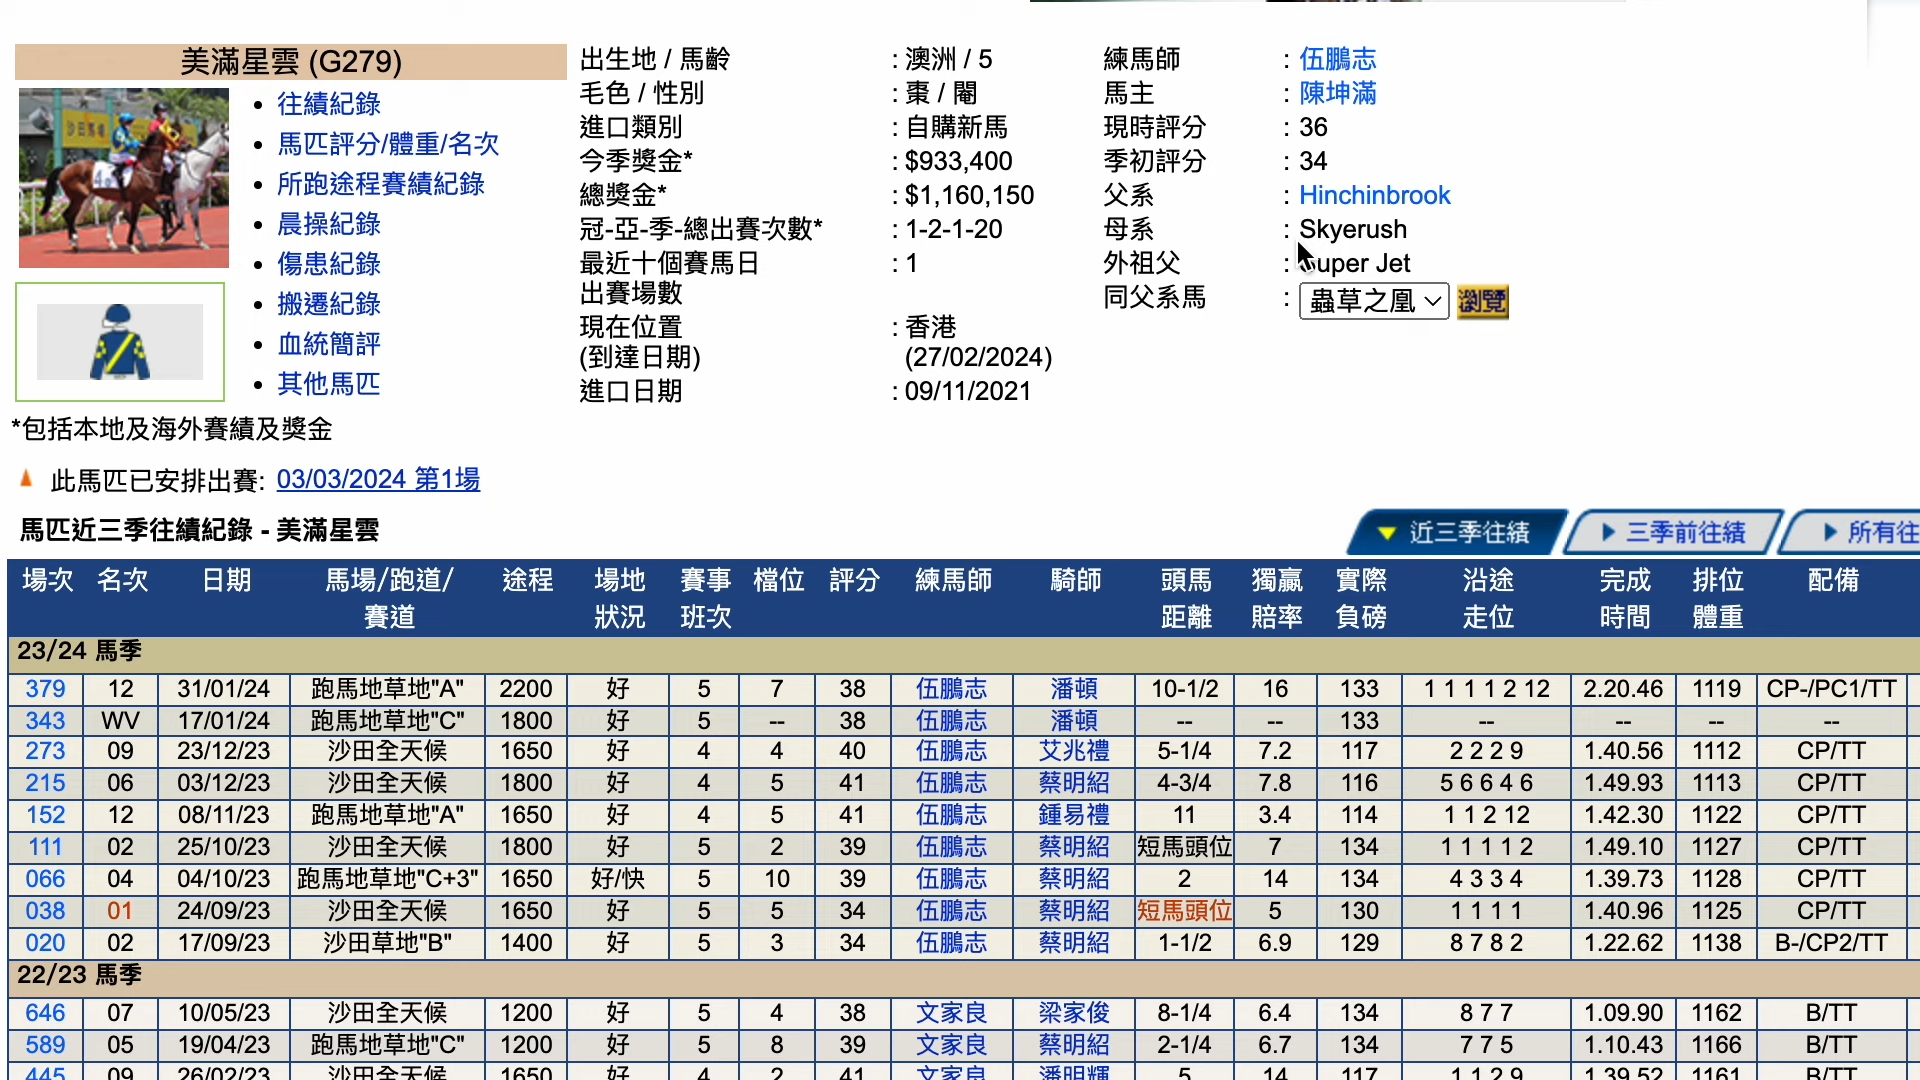 美滿星雲 (G279)
往績紀錄
馬匹評分/體重/名次
所跑途程賽績紀錄
晨操紀錄
傷患紀錄
搬遷紀錄
血統簡評
其他馬匹
出生地 / 馬齡 : 澳洲 / 5
毛色 / 性別 : 棗 / 閹
進口類別 : 自購新馬
今季獎金* : $933,400
總獎金* : $1,160,150
冠-亞-季-總出賽次數* : 1-2-1-20
最近十個賽馬日 : 1
出賽場數
現在位置 : 香港
(到達日期) (27/02/2024)
進口日期 : 09/11/2021
練馬師 : 伍鵬志
馬主 : 陳坤滿
現時評分 : 36
季初評分 : 34
父系 : Hinchinbrook
母系 : Skyerush
外祖父 : Super Jet
同父系馬 : 蟲草之凰 瀏覽
*包括本地及海外賽績及獎金
此馬匹已安排出賽: 03/03/2024 第1場
馬匹近三季往績紀錄 - 美滿星雲
近三季往績 三季前往績 所有往
場次 名次 日期 馬場/跑道/ 途程 場地 賽事 檔位 評分 練馬師 騎師 頭馬 獨贏 實際 沿途 完成 排位 配備
賽道 狀況 班次 距離 賠率 負磅 走位 時間 體重
23/24 馬季
379 12 31/01/24 跑馬地草地"A" 2200 好 5 7 38 伍鵬志 潘頓 10-1/2 16 133 1 1 1 1 2 12 2.20.46 1119 CP-/PC1/TT
343 WV 17/01/24 跑馬地草地"C" 1800 好 5 -- 38 伍鵬志 潘頓 -- -- 133 -- -- -- --
273 09 23/12/23 沙田全天候 1650 好 4 4 40 伍鵬志 艾兆禮 5-1/4 7.2 117 2 2 2 9 1.40.56 1112 CP/TT
215 06 03/12/23 沙田全天候 1800 好 4 5 41 伍鵬志 蔡明紹 4-3/4 7.8 116 5 6 6 4 6 1.49.93 1113 CP/TT
152 12 08/11/23 跑馬地草地"A" 1650 好 4 5 41 伍鵬志 鍾易禮 11 3.4 114 1 1 2 12 1.42.30 1122 CP/TT
111 02 25/10/23 沙田全天候 1800 好 5 2 39 伍鵬志 蔡明紹 短馬頭位 7 134 1 1 1 1 2 1.49.10 1127 CP/TT
066 04 04/10/23 跑馬地草地"C+3" 1650 好/快 5 10 39 伍鵬志 蔡明紹 2 14 134 4 3 3 4 1.39.73 1128 CP/TT
038 01 24/09/23 沙田全天候 1650 好 5 5 34 伍鵬志 蔡明紹 短馬頭位 5 130 1 1 1 1 1.40.96 1125 CP/TT
020 02 17/09/23 沙田草地"B" 1400 好 5 3 34 伍鵬志 蔡明紹 1-1/2 6.9 129 8 7 8 2 1.22.62 1138 B-/CP2/TT
22/23 馬季
646 07 10/05/23 沙田全天候 1200 好 5 4 38 文家良 梁家俊 8-1/4 6.4 134 8 7 7 1.09.90 1162 B/TT
589 05 19/04/23 跑馬地草地"C" 1200 好 5 8 39 文家良 蔡明紹 2-1/4 6.7 134 7 7 5 1.10.43 1166 B/TT
445 09 26/02/23 沙田全天候 1650 好 4 2 41 文家良 潘明輝 5 14 117 1 1 2 9 1.39.52 1161 B/TT